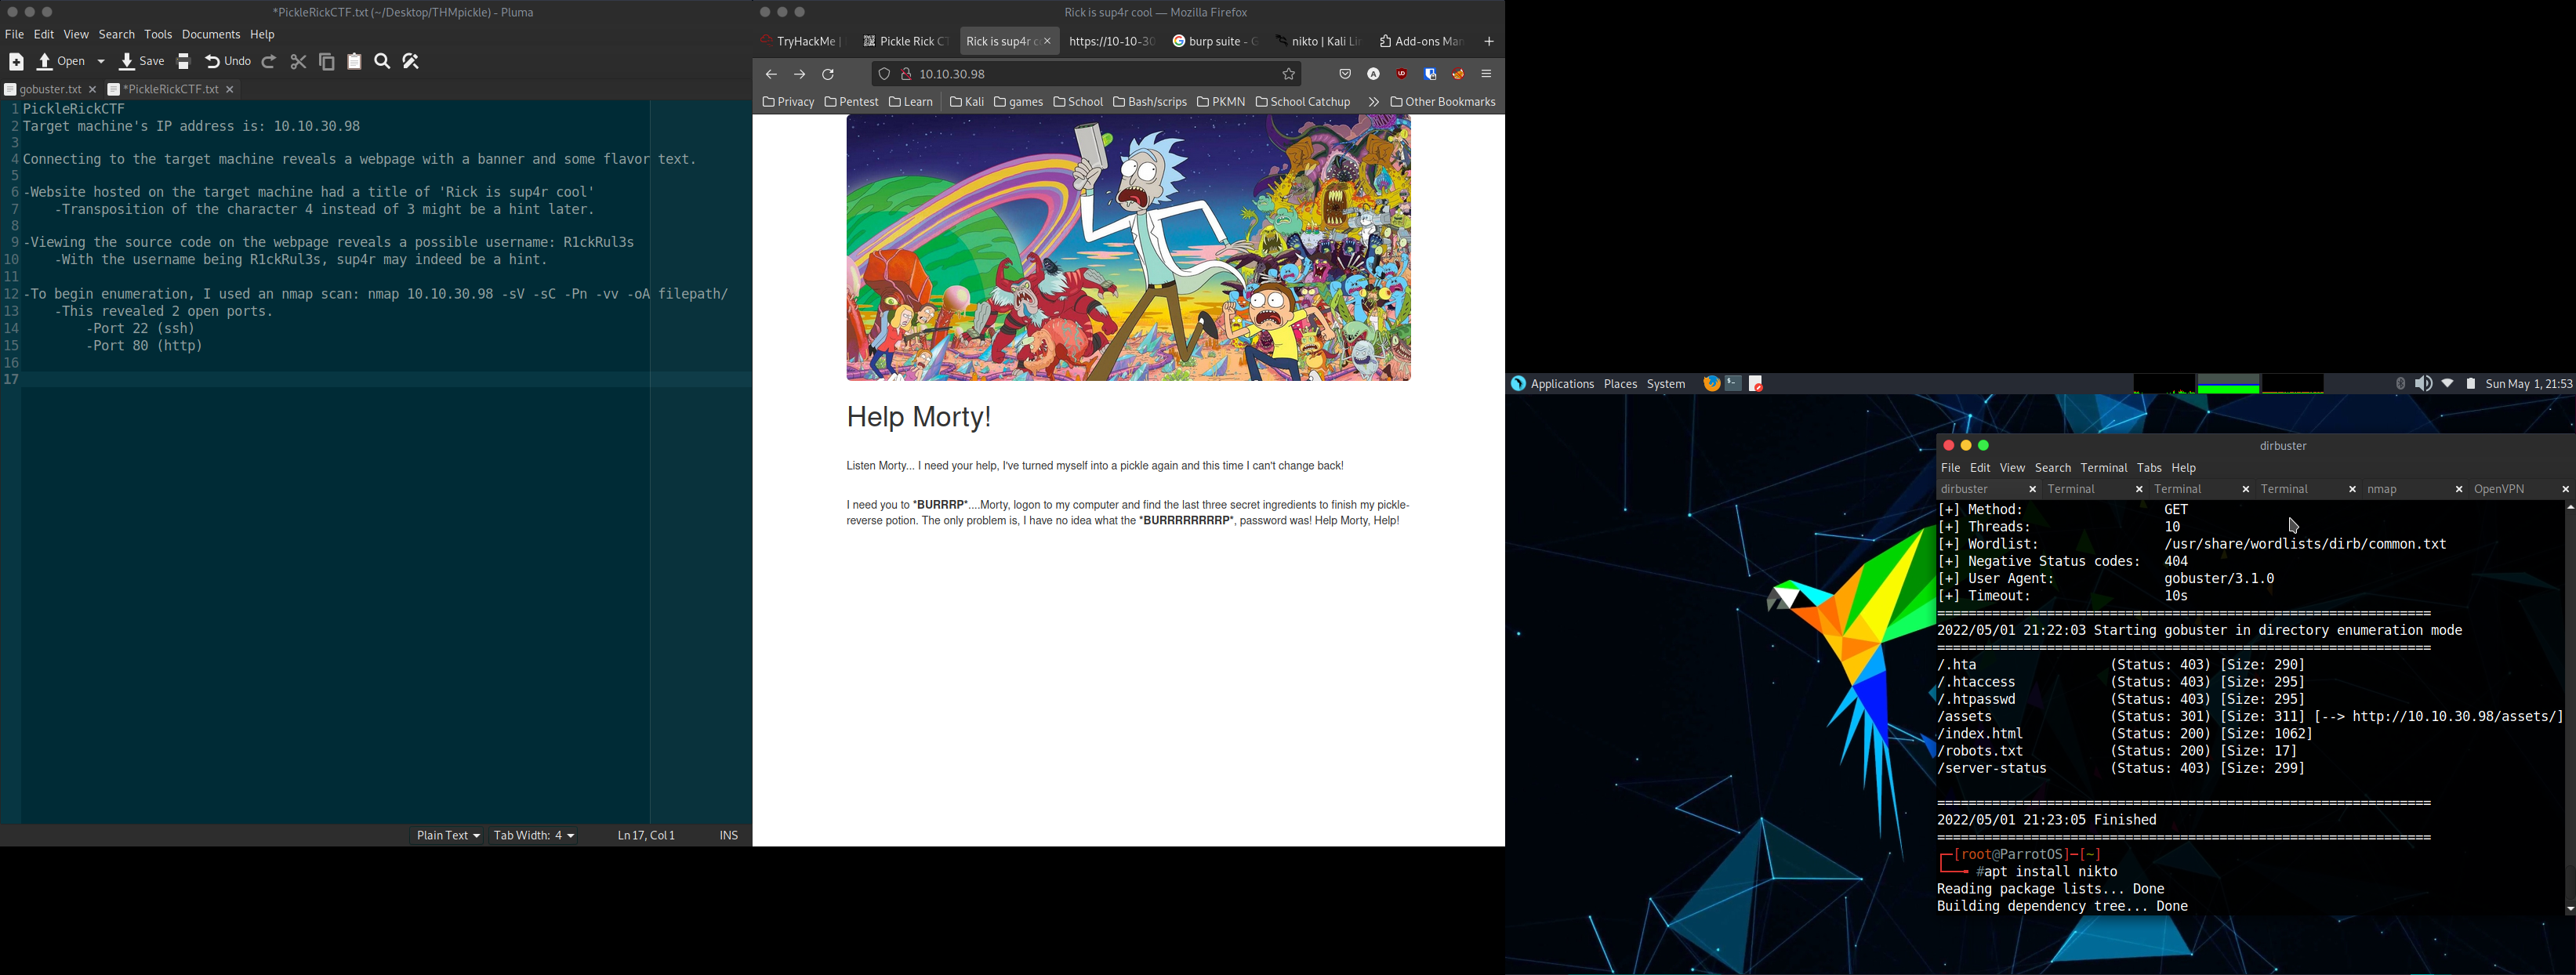 *PickleRickCTF.txt (~/Desktop/THMpickle) - Pluma
File Edit View Search Tools Documents Help
Open Save Undo
gobuster.txt *PickleRickCTF.txt
1 PickleRickCTF
2 Target machine's IP address is: 10.10.30.98
3
4 Connecting to the target machine reveals a webpage with a banner and some flavor text.
5
6 -Website hosted on the target machine had a title of 'Rick is sup4r cool'
7 -Transposition of the character 4 instead of 3 might be a hint later.
8
9 -Viewing the source code on the webpage reveals a possible username: R1ckRul3s
10 -With the username being R1ckRul3s, sup4r may indeed be a hint.
11
12 -To begin enumeration, I used an nmap scan: nmap 10.10.30.98 -sV -sC -Pn -vv -oA filepath/
13 -This revealed 2 open ports.
14 -Port 22 (ssh)
15 -Port 80 (http)
16
17
Plain Text Tab Width: 4 Ln 17, Col 1 INS
Rick is sup4r cool — Mozilla Firefox
TryHackMe | Pickle Rick CT Rick is sup4r c https://10-10-30 burp suite - G nikto | Kali Lin Add-ons Man
10.10.30.98
Privacy Pentest Learn Kali games School Bash/scrips PKMN School Catchup Other Bookmarks
Help Morty!
Listen Morty... I need your help, I've turned myself into a pickle again and this time I can't change back!
I need you to *BURRRP*....Morty, logon to my computer and find the last three secret ingredients to finish my pickle-
reverse potion. The only problem is, I have no idea what the *BURRRRRRRRP*, password was! Help Morty, Help!
Applications Places System Sun May 1, 21:53
dirbuster
File Edit View Search Terminal Tabs Help
dirbuster Terminal Terminal Terminal nmap OpenVPN
[+] Method: GET
[+] Threads: 10
[+] Wordlist: /usr/share/wordlists/dirb/common.txt
[+] Negative Status codes: 404
[+] User Agent: gobuster/3.1.0
[+] Timeout: 10s
===============================================================
2022/05/01 21:22:03 Starting gobuster in directory enumeration mode
===============================================================
/.hta (Status: 403) [Size: 290]
/.htaccess (Status: 403) [Size: 295]
/.htpasswd (Status: 403) [Size: 295]
/assets (Status: 301) [Size: 311] [--> http://10.10.30.98/assets/]
/index.html (Status: 200) [Size: 1062]
/robots.txt (Status: 200) [Size: 17]
/server-status (Status: 403) [Size: 299]
===============================================================
2022/05/01 21:23:05 Finished
===============================================================
┌─[root@ParrotOS]─[~]
└──╼ #apt install nikto
Reading package lists... Done
Building dependency tree... Done